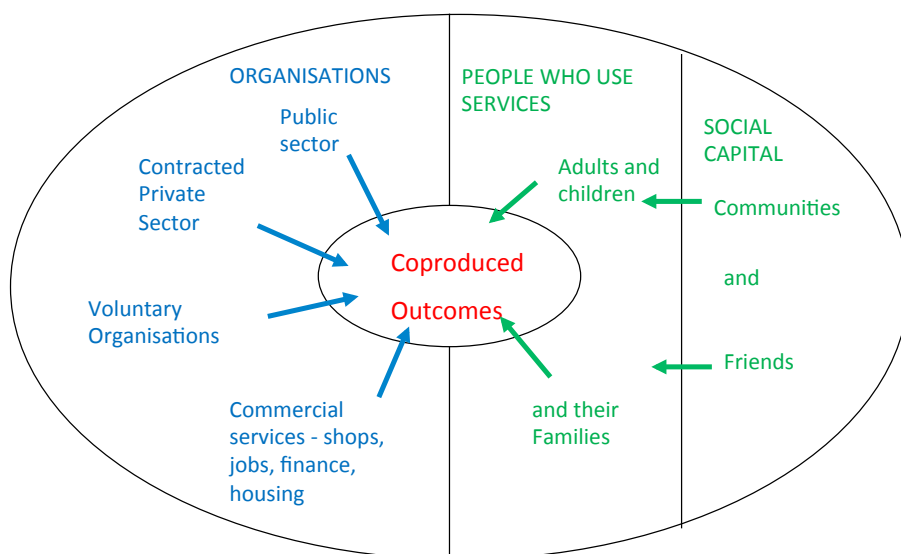 ORGANISATIONS
Public
sector
Contracted
Private
Sector
Voluntary
Organisations
Commercial
services - shops,
jobs, finance,
housing
Coproduced
Outcomes
PEOPLE WHO USE
SERVICES
Adults and
children
and their
Families
SOCIAL
CAPITAL
Communities
and
Friends